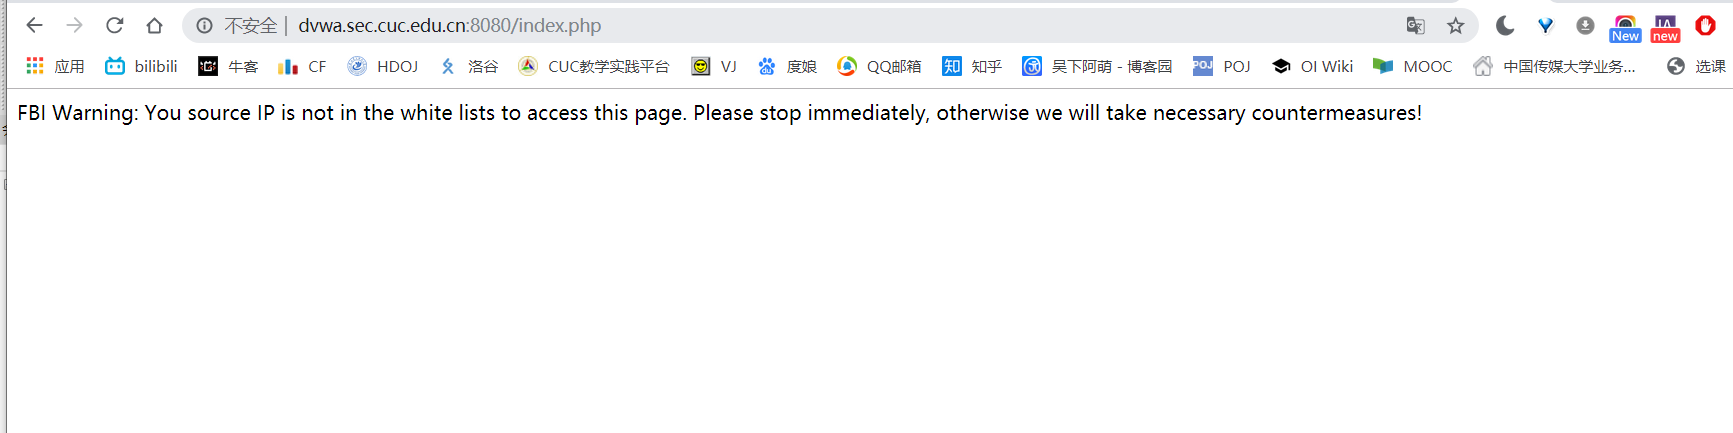 不安全 | dvwa.sec.cuc.edu.cn:8080/index.php New new
应用 bilibili 牛客 CF HDOJ 洛谷 CUC教学实践平台 VJ 度娘 QQ邮箱 知 知乎 吴下阿萌 - 博客园 POJ POJ OI Wiki MOOC 中国传媒大学业务... 选课
FBI Warning: You source IP is not in the white lists to access this page. Please stop immediately, otherwise we will take necessary countermeasures!